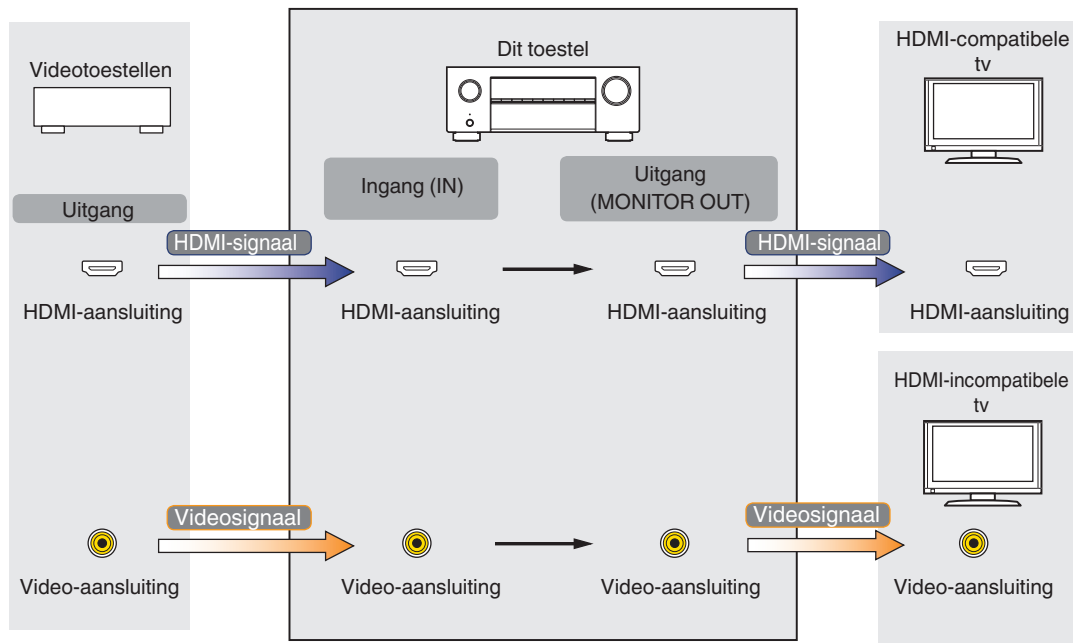 Videotoestellen
Dit toestel
HDMI-compatibele
tv
Uitgang
Ingang (IN)
Uitgang
(MONITOR OUT)
HDMI-signaal
HDMI-signaal
HDMI-aansluiting
HDMI-aansluiting
HDMI-aansluiting
HDMI-aansluiting
HDMI-incompatibele
tv
Videosignaal
Videosignaal
Video-aansluiting
Video-aansluiting
Video-aansluiting
Video-aansluiting